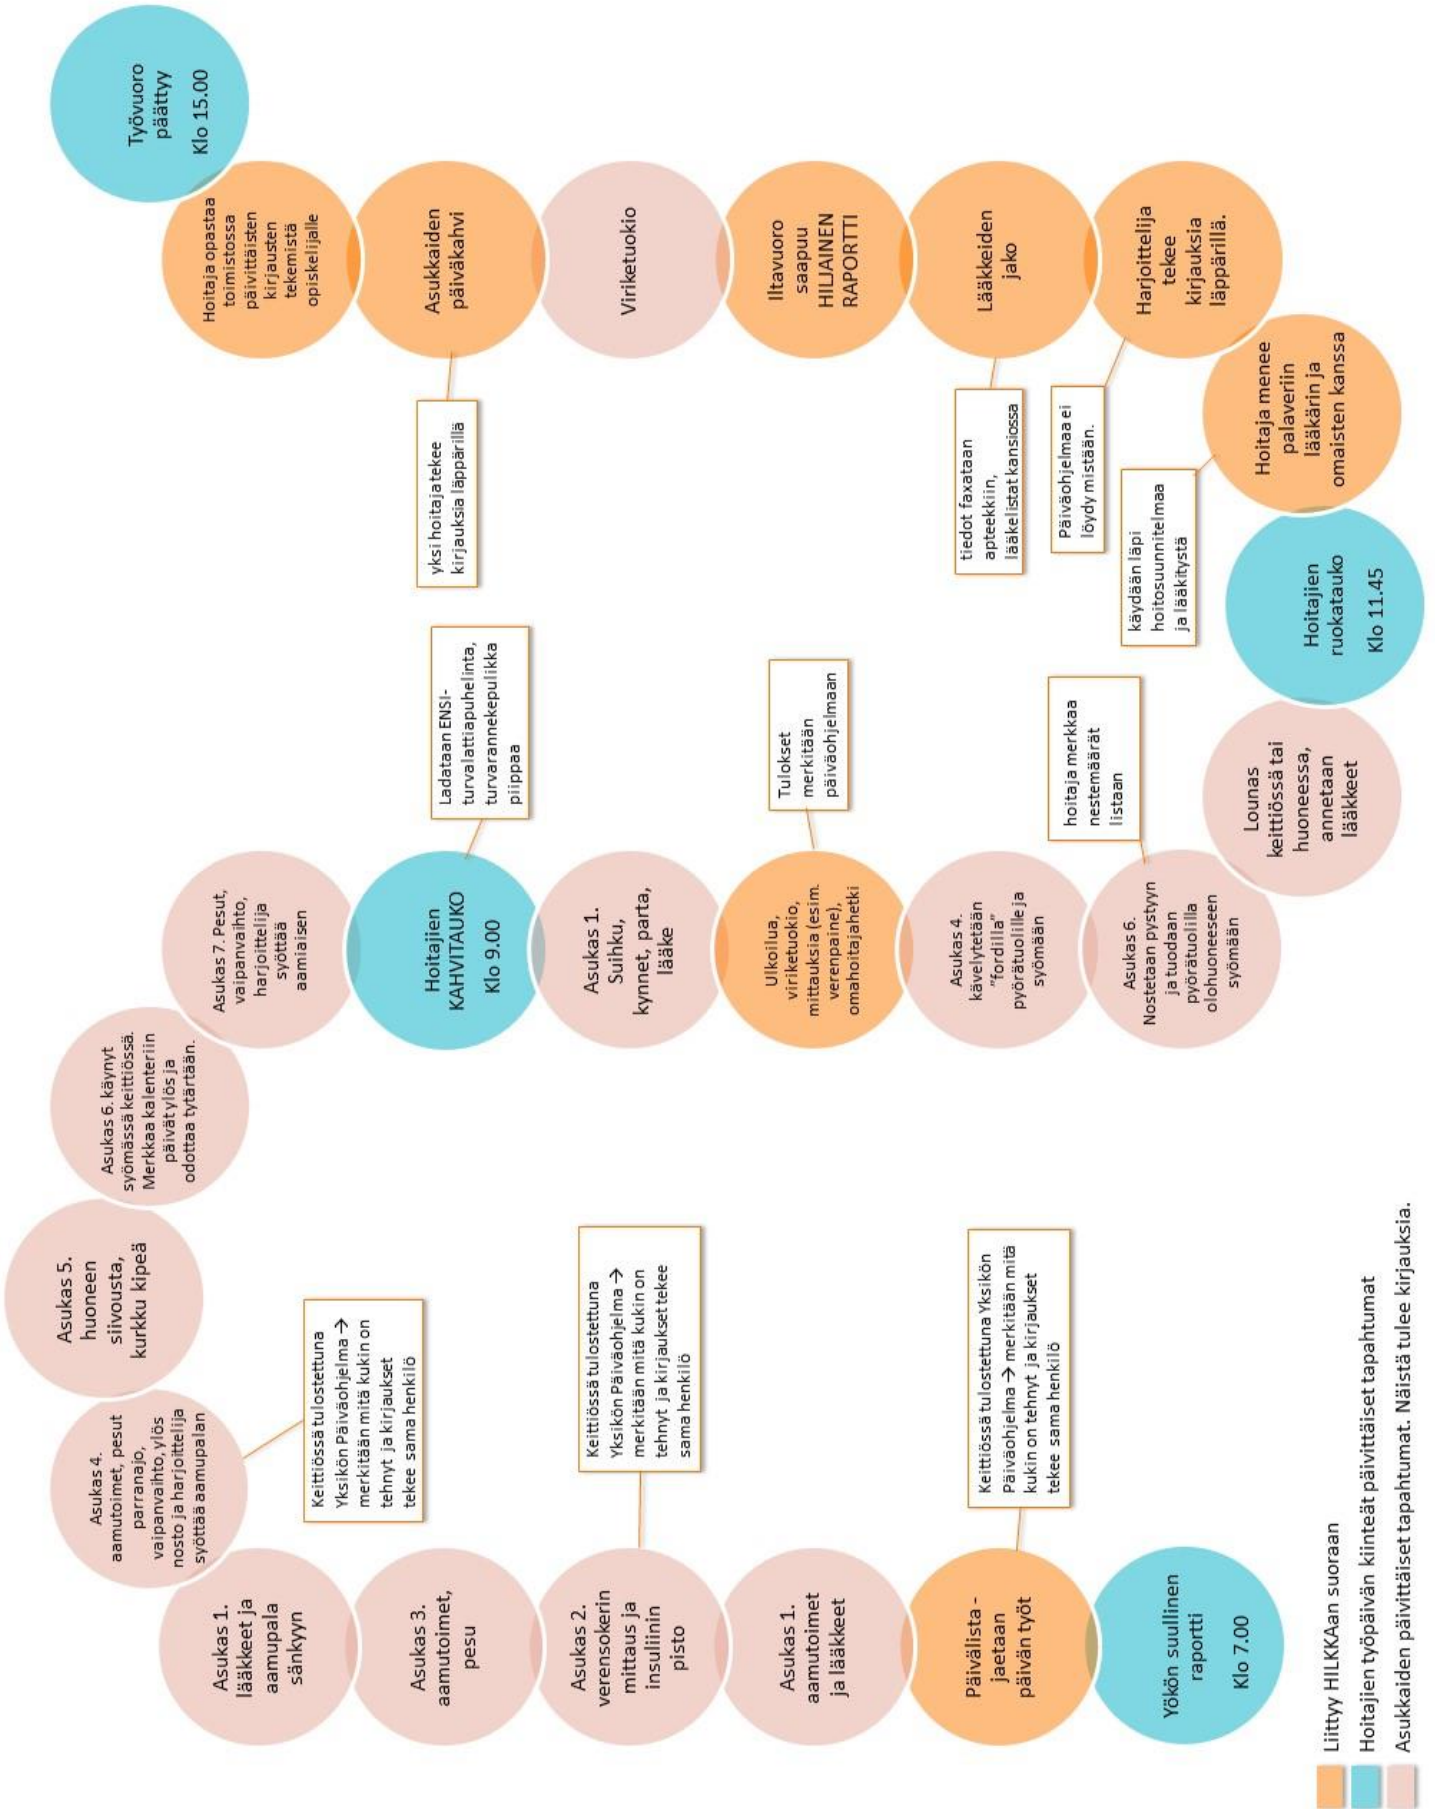 Yökön suullinen
raportti
Klo 7.00
Päivälista -
jaetaan
päivän työt
Keittiössä tulostettuna Yksikön
Päiväohjelma → merkitään mitä
kukin on tehnyt ja kirjaukset
tekee sama henkilö
Asukas 1.
aamutoimet
ja lääkkeet
Asukas 2.
verensokerin
mittaus ja
insuliinin
pisto
Keittiössä tulostettuna
Yksikön Päiväohjelma →
merkitään mitä kukin on
tehnyt ja kirjaukset tekee
sama henkilö
Asukas 3.
aamutoimet,
pesu
Asukas 1.
lääkkeet ja
aamupala
sänkyyn
Asukas 4.
aamutoimet, pesut
parranajo,
vaipanvaihto, ylös
nosto ja harjoittelija
syöttää aamupalan
Keittiössä tulostettuna
Yksikön Päiväohjelma →
merkitään mitä kukin on
tehnyt ja kirjaukset
tekee sama henkilö
Asukas 5.
huoneen
siivousta,
kurkku kipeä
Asukas 6. käynyt
syömässä keittiössä.
Merkkaa kalenteriin
päivät ylös ja
odottaa tytärtään.
Asukas 7. Pesut,
vaipanvaihto,
harjoittelija
syöttää
aamiaisen
Hoitajien
KAHVITAUKO
Klo 9.00
Ladataan ENSI-
turvalattiapuhelinta,
turvarannekepulikka
piippaa
Asukas 1.
Suihku,
kynnet, parta,
lääke
Ulkoilua,
viriketuokio,
mittauksia (esim.
verenpaine),
omahoitajahetki
Tulokset
merkitään
päiväohjelmaan
Asukas 4.
kävelytetään
"fordilla"
pyörätuolille ja
syömään
Asukas 6.
Nostetaan pystyyn
ja tuodaan
pyörätuolilla
olohuoneeseen
syömään
hoitaja merkkaa
nestemäärät
listaan
Lounas
keittiössä tai
huoneessa,
annetaan
lääkkeet
Hoitajien
ruokatauko
Klo 11.45
Hoitaja menee
palaveriin
lääkärin ja
omaisten kanssa
käydään läpi
hoitosuunnitelmaa
ja lääkitystä
Harjoittelija
tekee
kirjauksia
läppärillä.
Päiväohjelmaa ei
löydy mistään.
Lääkkeiden
jako
tiedot faxataan
apteekkiin,
lääkelistat kansiossa
Iltavuoro
saapuu
HILJAINEN
RAPORTTI
Viriketuokio
Asukkaiden
päiväkahvi
yksi hoitaja tekee
kirjauksia läppärillä
Hoitaja opastaa
toimistossa
päivittäisten
kirjausten
tekemistä
opiskelijalle
Työvuoro
päättyy
Klo 15.00
Liittyy HILKKAan suoraan
Hoitajien työpäivän kiinteät päivittäiset tapahtumat
Asukkaiden päivittäiset tapahtumat. Näistä tulee kirjauksia.